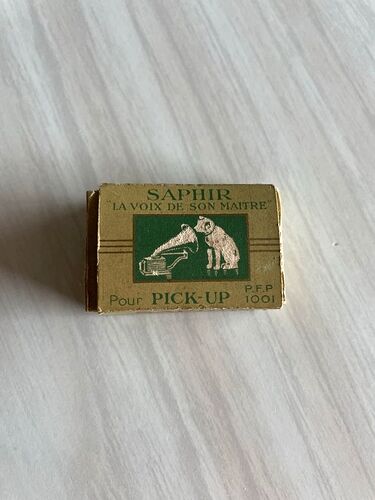 SAPHIR
"LA VOIX DE SON MAITRE"
Pour PICK-UP P.F.P
1001